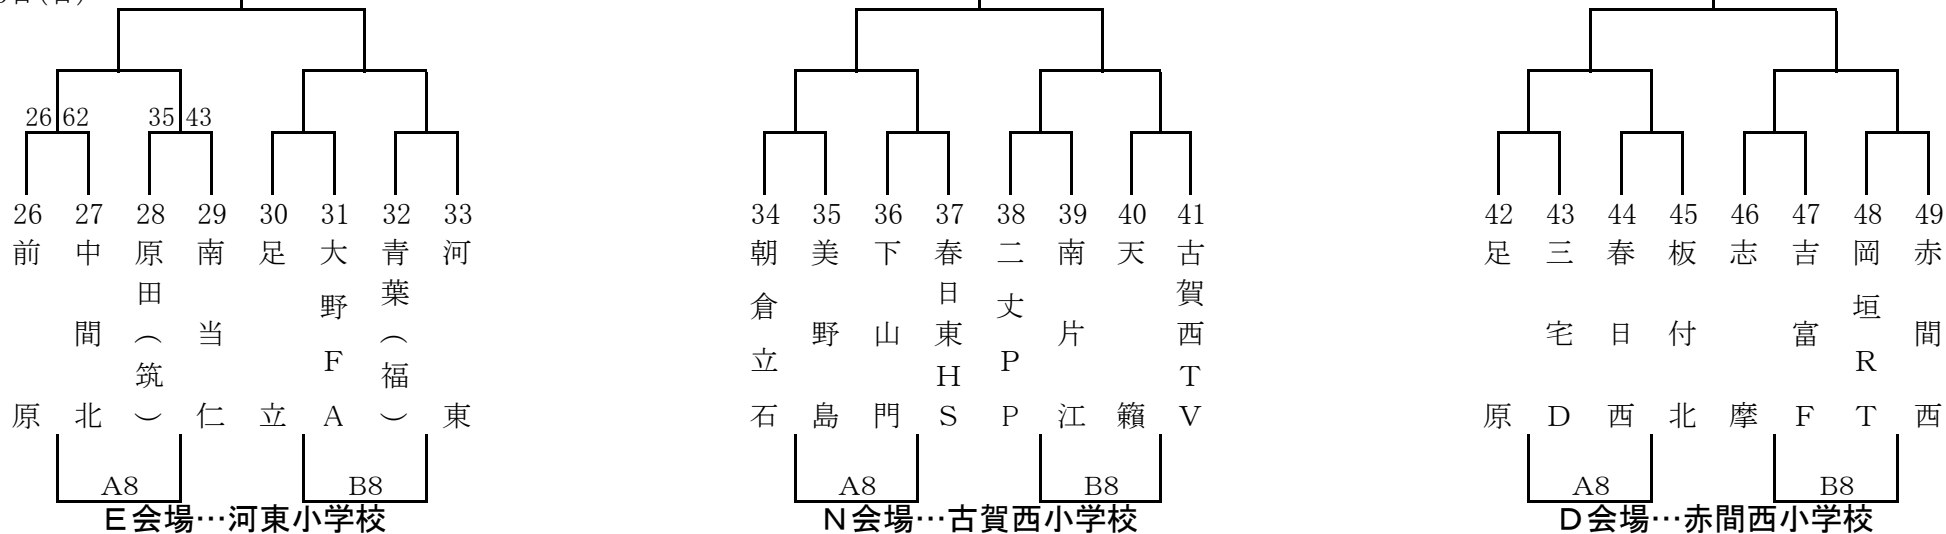 26 62 35 43
26 前原
27 中間北
28 原田（筑）
29 南当仁
30 足立
31 大野FA
32 青葉（福）
33 河東
A8 B8
E会場…河東小学校
34 朝倉立石
35 美野島
36 下山門
37 春日東HS
38 二丈PP
39 南片江
40 天籟
41 古賀西TV
A8 B8
N会場…古賀西小学校
42 足原
43 三宅D
44 春日西
45 板付北
46 志摩
47 吉富F
48 岡垣RT
49 赤間西
A8 B8
D会場…赤間西小学校